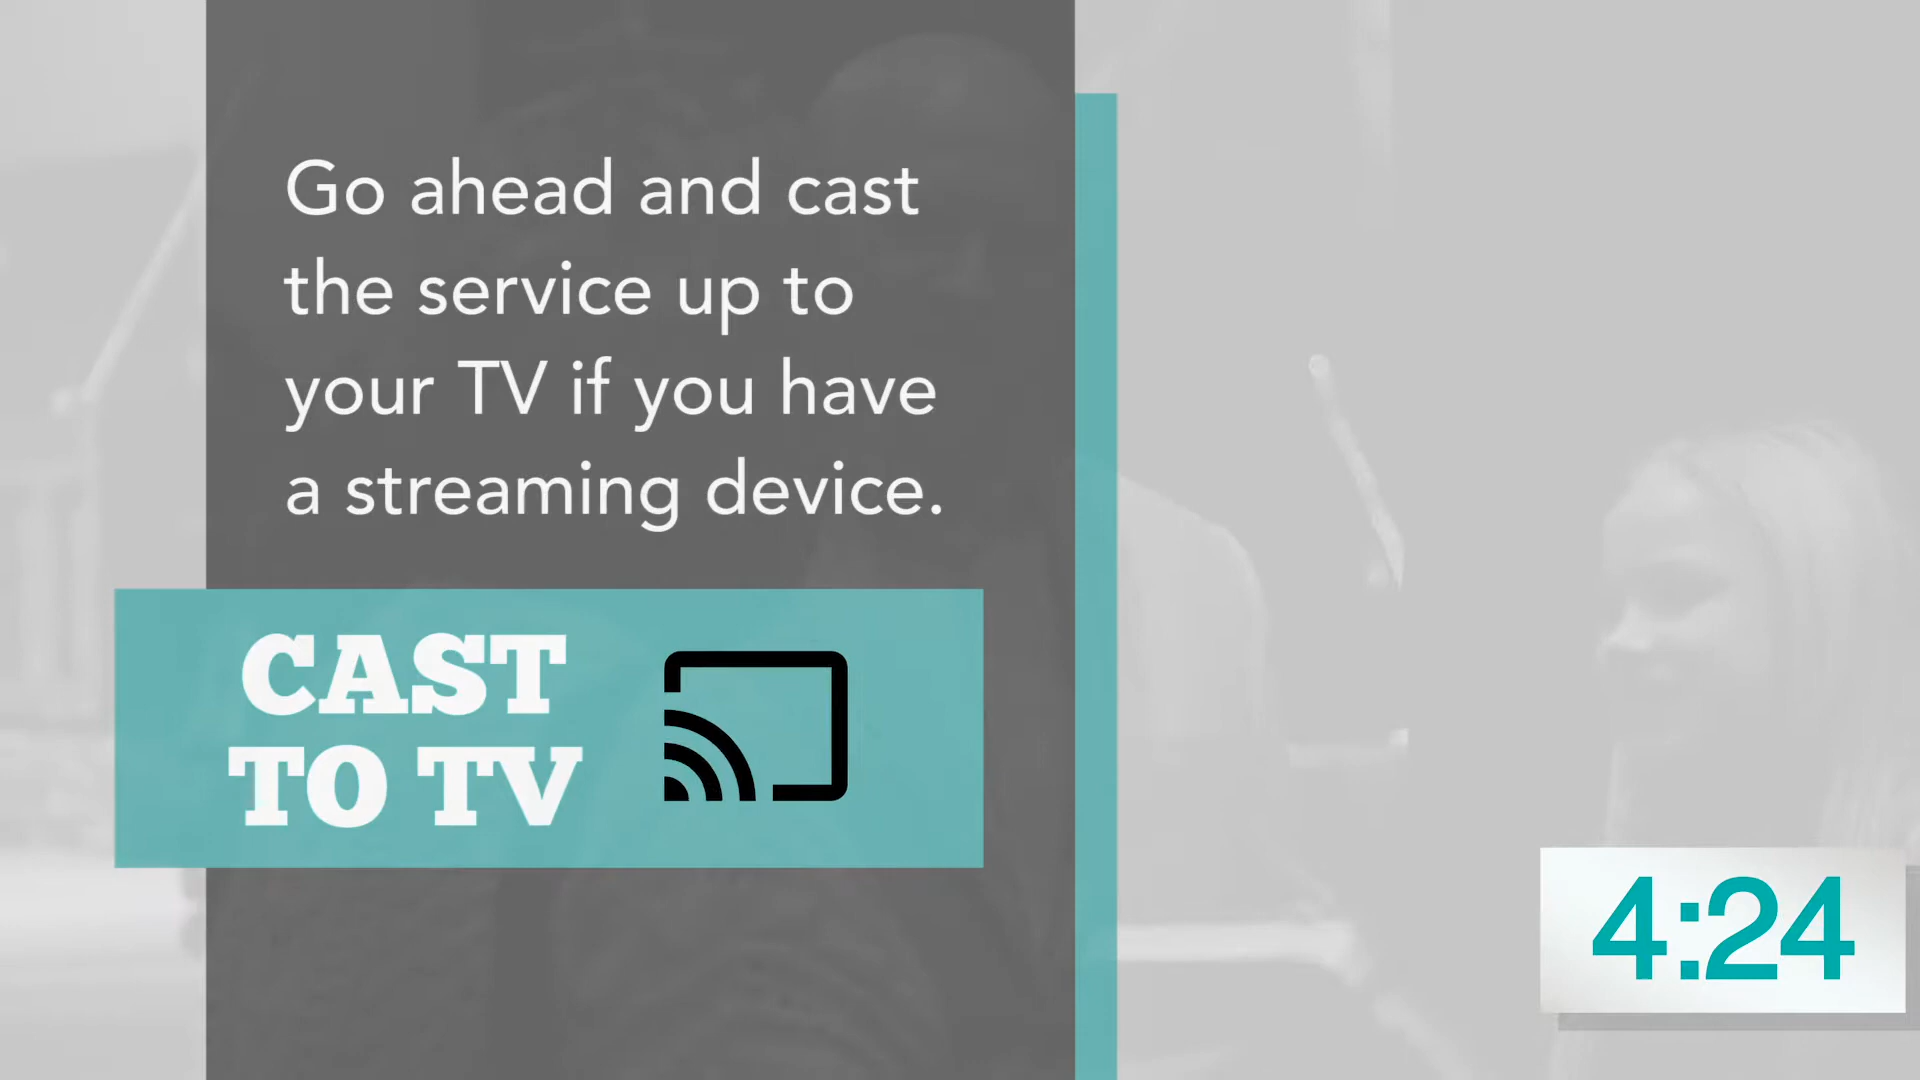 Go ahead and cast
the service up to
your TV if you have
a streaming device.
CAST
TO TV
4:24